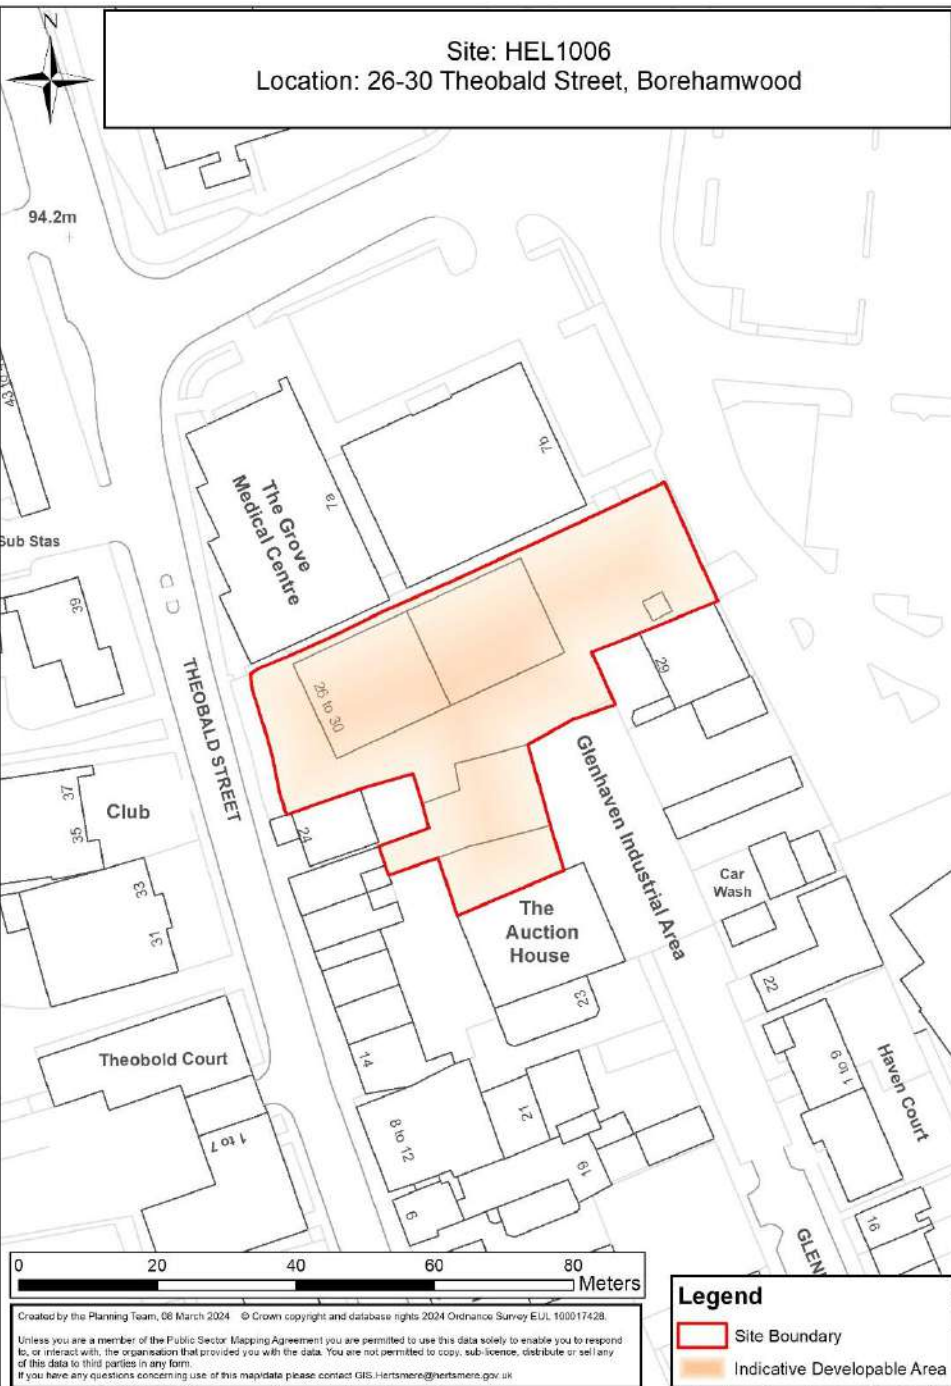 Site: HEL1006
Location: 26-30 Theobald Street, Borehamwood
N
94.2m
7b
The Grove
Medical Centre
7a
Sub Stas
39
THEOBALD STREET
26 to 30
29
Glenhaven Industrial Area
37
35
Club
24
33
31
Car
Wash
The
Auction
House
23
22
Theobold Court
14
1 to 9
Haven Court
1 to 7
8 to 12
21
19
6
16
GLEN
0 20 40 60 80 Meters
Created by the Planning Team, 08 March 2024 © Crown copyright and database rights 2024 Ordnance Survey EUL 100017428.
Unless you are a member of the Public Sector Mapping Agreement you are permitted to use this data solely to enable you to respond
to, or interact with, the organisation that provided you with the data. You are not permitted to copy, sub-licence, distribute or sell any
of this data to third parties in any form.
If you have any questions concerning use of this map/data please contact GIS.Hertsmere@hertsmere.gov.uk
Legend
Site Boundary
Indicative Developable Area